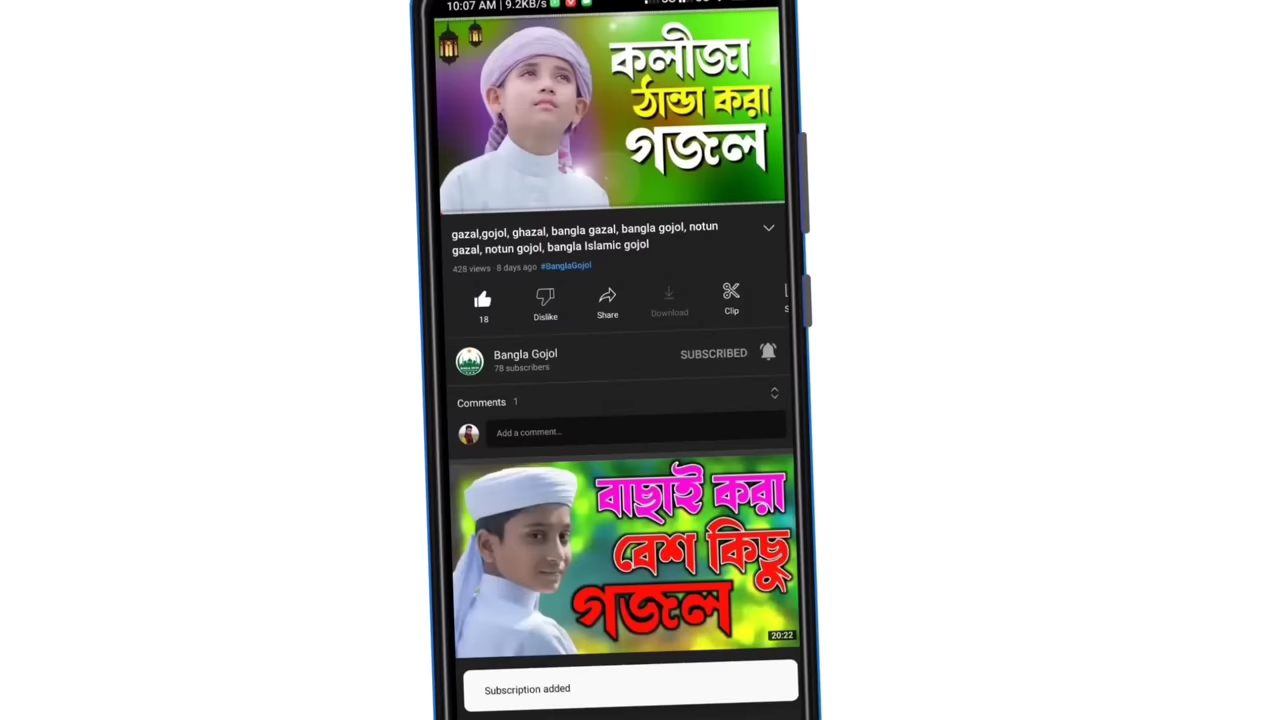 10:07 AM | 9.2KB/s
কলীজা
ঠান্ডা করা
গজল
gazal,gojol, ghazal, bangla gazal, bangla gojol, notun
gazal, notun gojol, bangla Islamic gojol
428 views 8 days ago #BanglaGojol
18 Dislike Share Download Clip
Bangla Gojol
78 subscribers
SUBSCRIBED
Comments 1
Add a comment...
বাছাই করা
বেশ কিছু
গজল
20:22
Subscription added